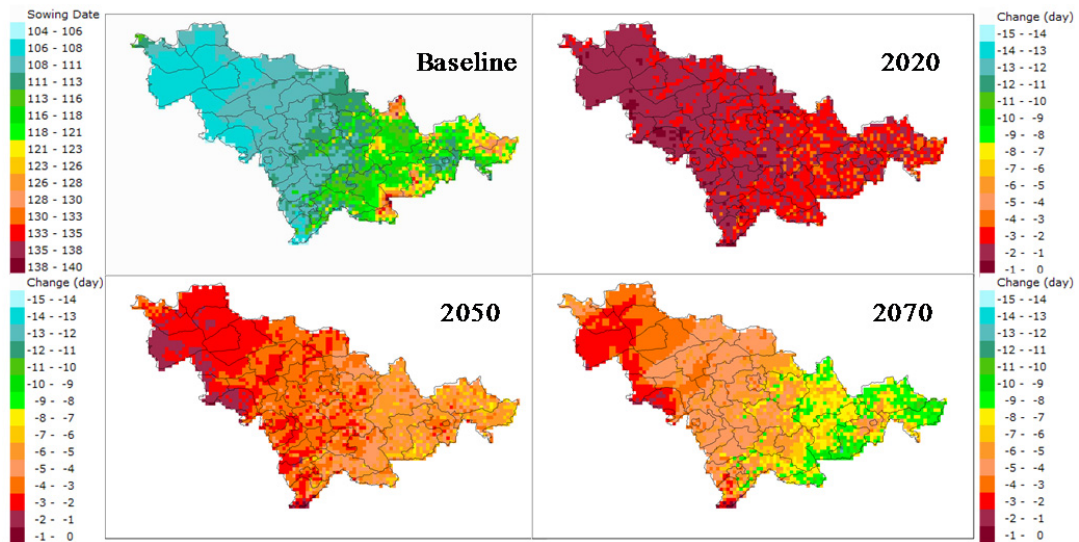 Sowing Date
104 - 106
106 - 108
108 - 111
111 - 113
113 - 116
116 - 118
118 - 121
121 - 123
123 - 126
126 - 128
128 - 130
130 - 133
133 - 135
135 - 138
138 - 140
Baseline
2020
Change (day)
-15 - -14
-14 - -13
-13 - -12
-12 - -11
-11 - -10
-10 - -9
-9 - -8
-8 - -7
-7 - -6
-6 - -5
-5 - -4
-4 - -3
-3 - -2
-2 - -1
-1 - 0
Change (day)
-15 - -14
-14 - -13
-13 - -12
-12 - -11
-11 - -10
-10 - -9
-9 - -8
-8 - -7
-7 - -6
-6 - -5
-5 - -4
-4 - -3
-3 - -2
-2 - -1
-1 - 0
2050
2070
Change (day)
-15 - -14
-14 - -13
-13 - -12
-12 - -11
-11 - -10
-10 - -9
-9 - -8
-8 - -7
-7 - -6
-6 - -5
-5 - -4
-4 - -3
-3 - -2
-2 - -1
-1 - 0